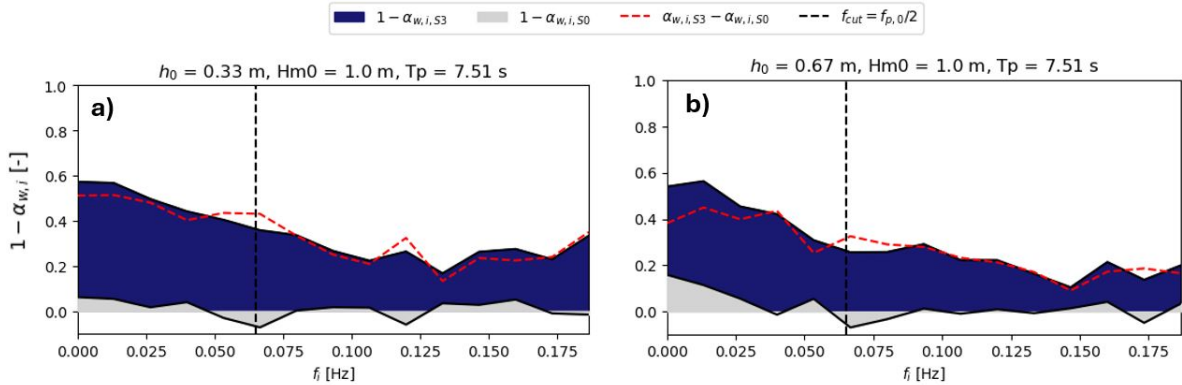 1 − α_{w,i,S3} 1 − α_{w,i,S0} α_{w,i,S3} − α_{w,i,S0} f_{cut} = f_{p,0}/2
h_0 = 0.33 m, Hm0 = 1.0 m, Tp = 7.51 s
a)
1 − α_{w,i} [-]
1.0
0.8
0.6
0.4
0.2
0.0
0.000 0.025 0.050 0.075 0.100 0.125 0.150 0.175
f_i [Hz]
h_0 = 0.67 m, Hm0 = 1.0 m, Tp = 7.51 s
b)
1.0
0.8
0.6
0.4
0.2
0.0
0.000 0.025 0.050 0.075 0.100 0.125 0.150 0.175
f_i [Hz]